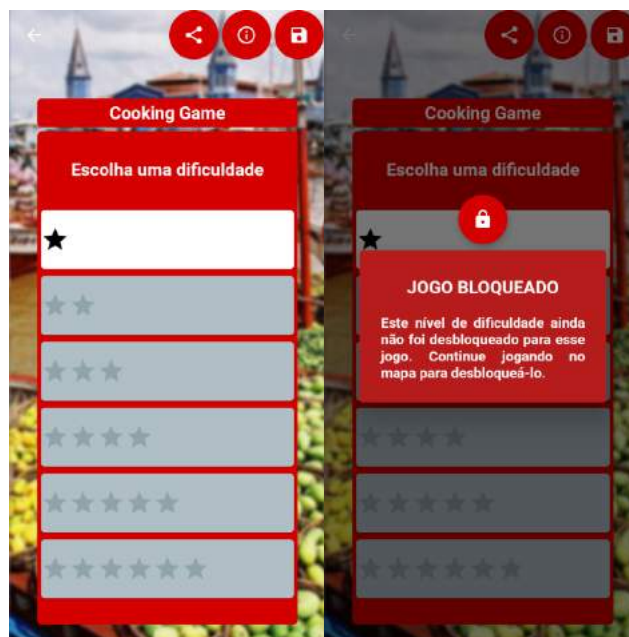 Cooking Game
Escolha uma dificuldade
Cooking Game
Escolha uma dificuldade
JOGO BLOQUEADO
Este nível de dificuldade ainda
não foi desbloqueado para esse
jogo. Continue jogando no
mapa para desbloqueá-lo.